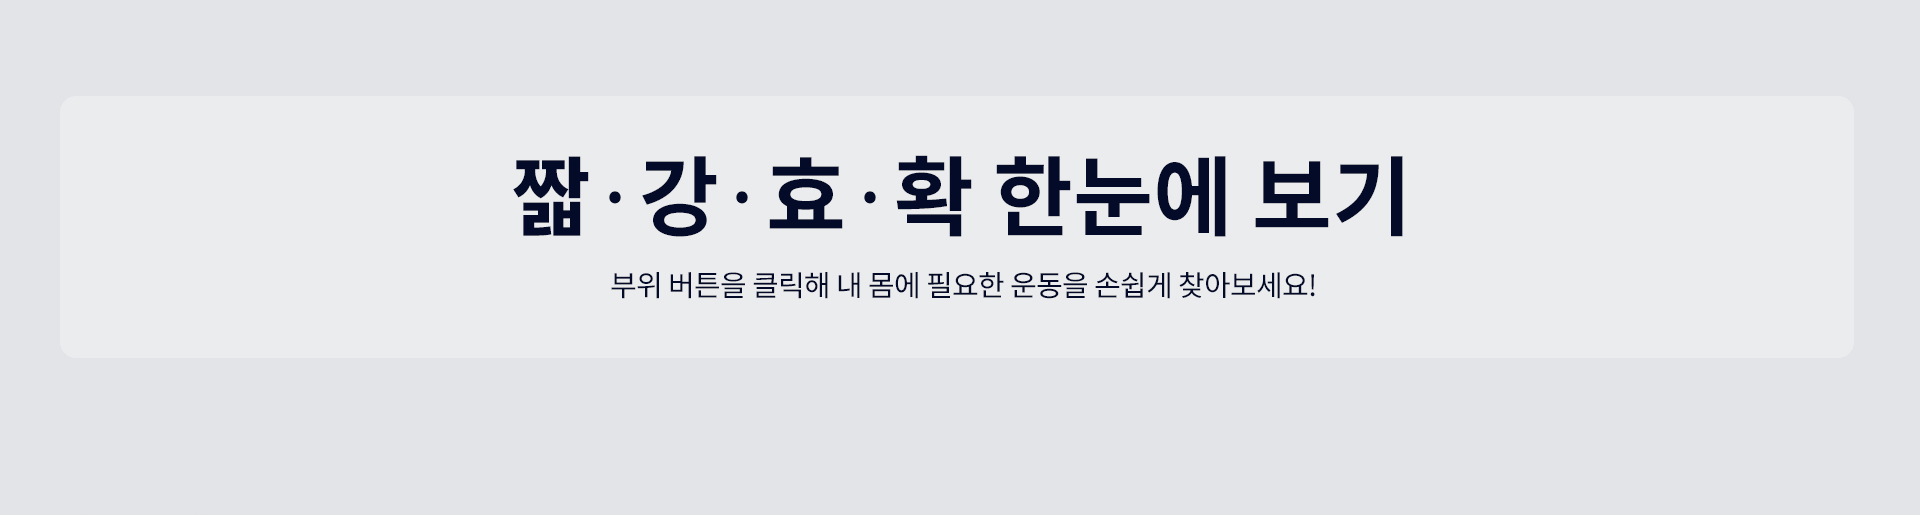 짧·강·효·확 한눈에 보기
부위 버튼을 클릭해 내 몸에 필요한 운동을 손쉽게 찾아보세요!